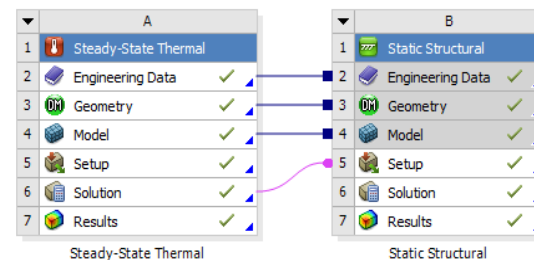 A
1 Steady-State Thermal
2 Engineering Data
3 DM Geometry
4 Model
5 Setup
6 Solution
7 Results
Steady-State Thermal
B
1 Static Structural
2 Engineering Data
3 DM Geometry
4 Model
5 Setup
6 Solution
7 Results
Static Structural